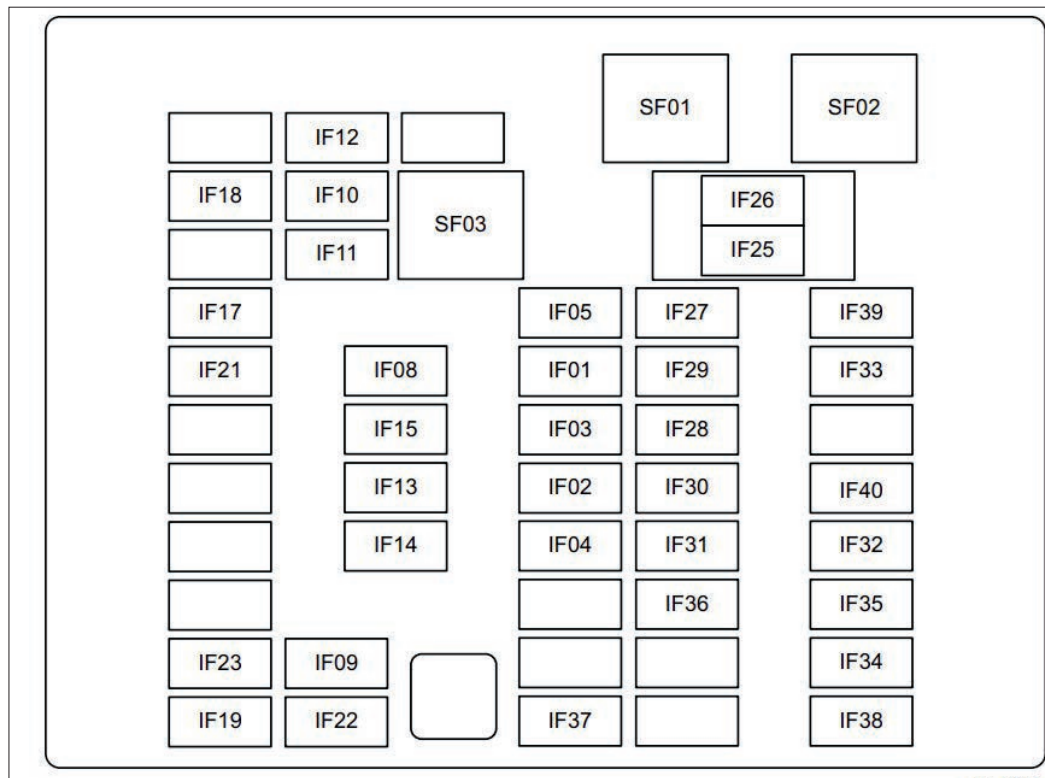 SF01 SF02
IF12
IF18 IF10 SF03 IF26
IF11 IF25
IF17 IF05 IF27 IF39
IF21 IF08 IF01 IF29 IF33
IF15 IF03 IF28
IF13 IF02 IF30 IF40
IF14 IF04 IF31 IF32
IF36 IF35
IF23 IF09 IF34
IF19 IF22 IF37 IF38